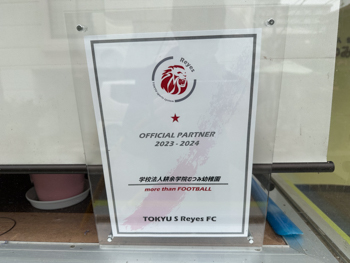 Reyes
OFFICIAL PARTNER
2023 - 2024
学校法人耕余学院むつみ幼稚園
more than FOOTBALL
TOKYU S Reyes FC